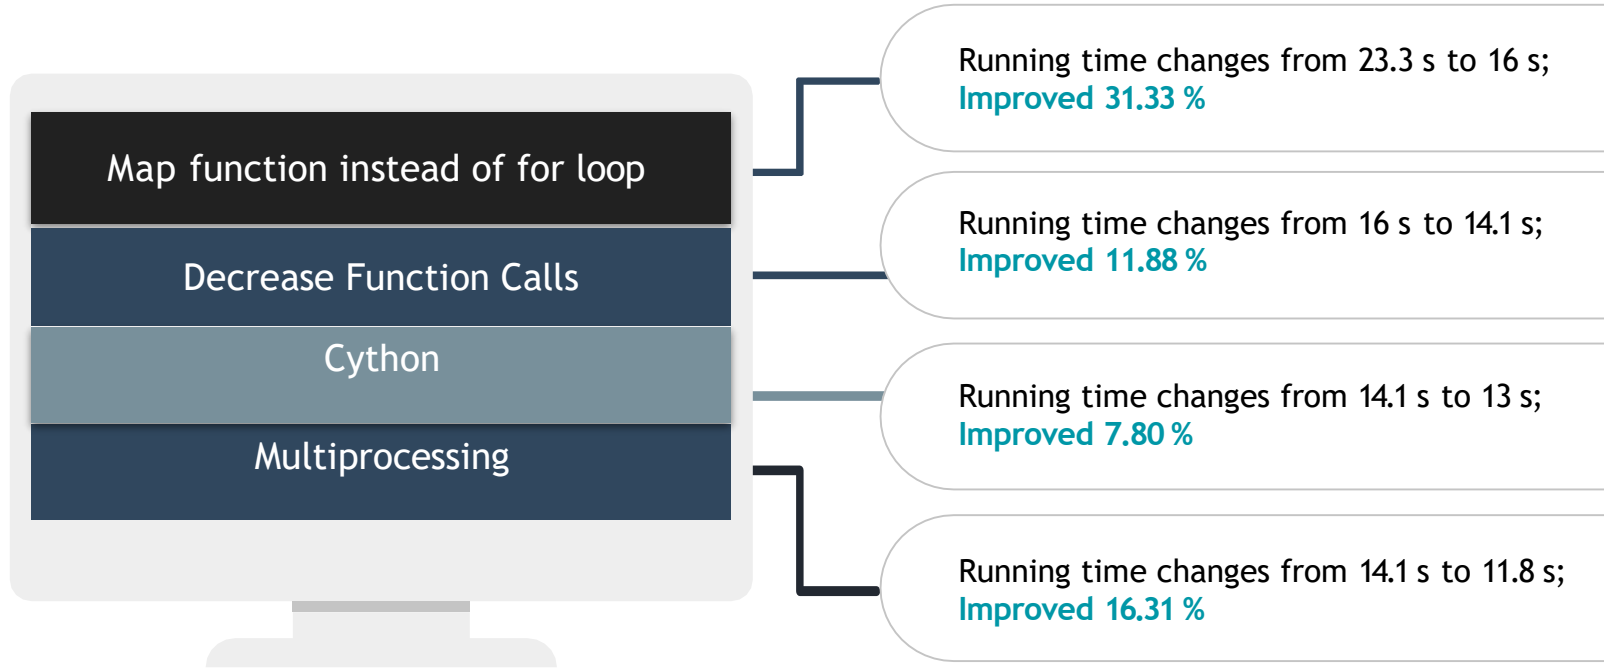 Map function instead of for loop
Running time changes from 23.3 s to 16 s;
Improved 31.33 %
Decrease Function Calls
Running time changes from 16 s to 14.1 s;
Improved 11.88 %
Cython
Running time changes from 14.1 s to 13 s;
Improved 7.80 %
Multiprocessing
Running time changes from 14.1 s to 11.8 s;
Improved 16.31 %